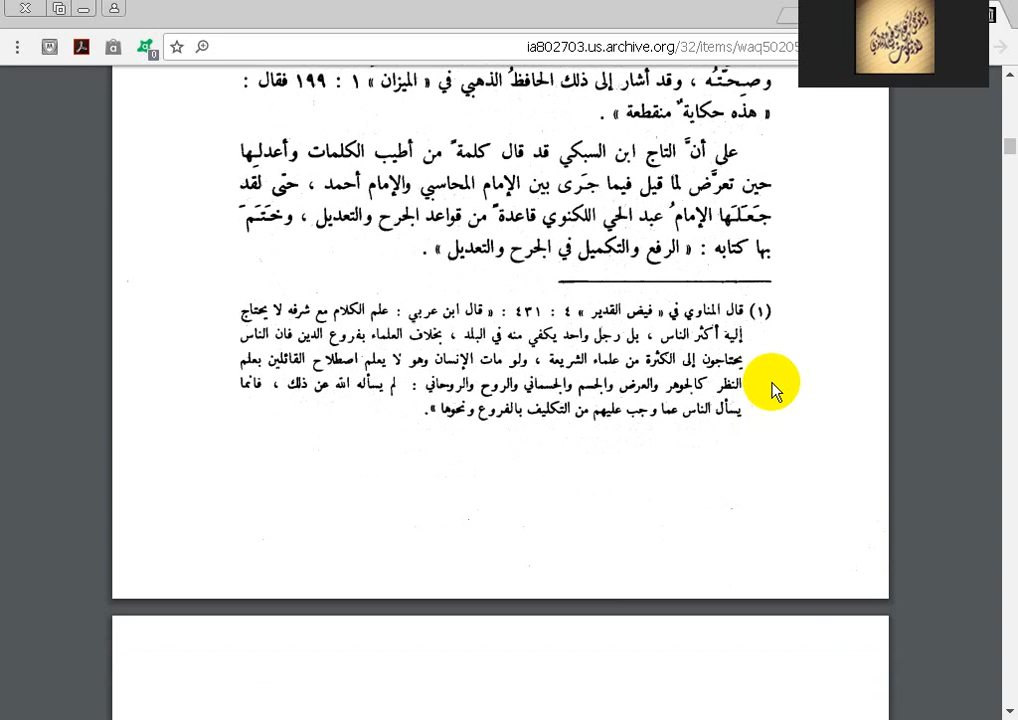 ia802703.us.archive.org/32/items/waq50205
0
وصِحَّتُه ، وقد أشار إلى ذلك الحافظُ الذهبي في « الميزان » ١ : ١٩٩ فقال :
« هذه حكايةٌ منقطعة » .
على أنَّ التاج ابن السبكي قد قال كلمةً من أطيب الكلمات وأعدلِها
حين تعرَّض لما قيل فيما جَرى بين الإمام المحاسبي والإمام أحمد ، حتّى لقد
جَعَلَها الإمامُ عبد الحي اللكنوي قاعدةً من قواعد الجرح والتعديل ، وخَتَمَ
بها كتابه : « الرفع والتكميل في الجرح والتعديل » .
(١) قال المناوي في « فيض القدير » ٤ : ٤٣١ : « قال ابن عربي : علم الكلام مع شرفه لا يحتاج
إليه أكثر الناس ، بل رجل واحد يكفي منه في البلد ، بخلاف العلماء بفروع الدين فان الناس
يحتاجون إلى الكثرة من علماء الشريعة ، ولو مات الإنسان وهو لا يعلم اصطلاح القائلين بعلم
النظر كالجوهر والعرض والجسم والجسماني والروح والروحاني : لم يسأله الله عن ذلك ، فانما
يسأل الناس عما وجب عليهم من التكليف بالفروع ونحوها » .